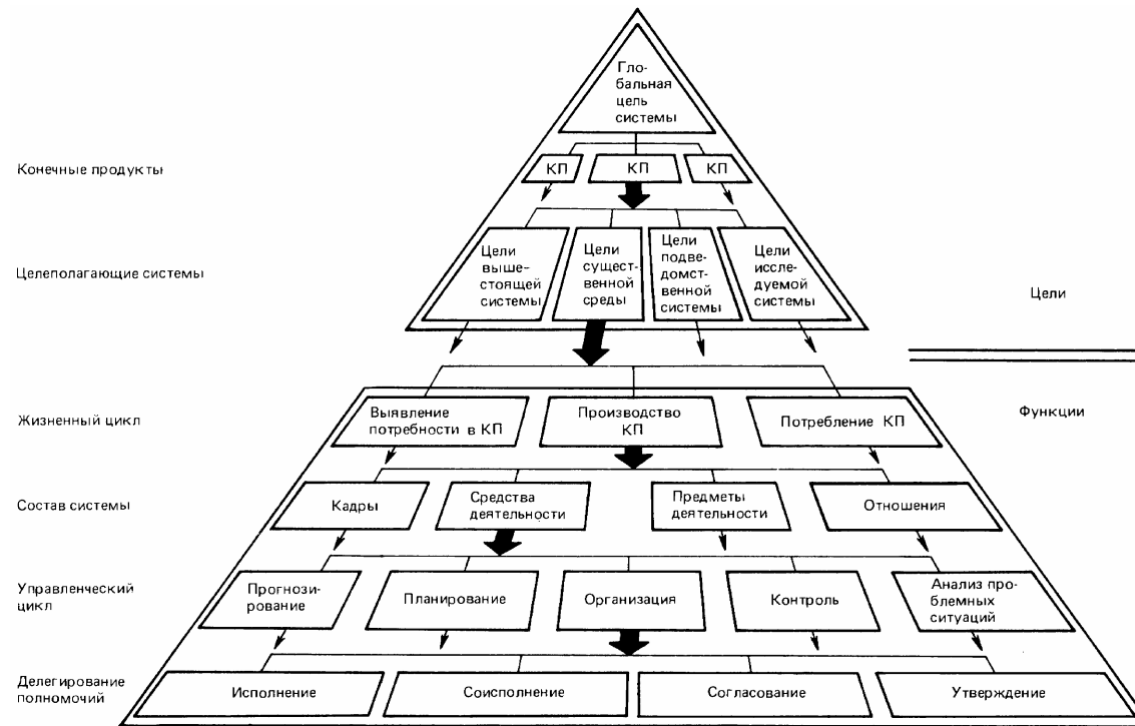 Гло-
бальная
цель
системы
Конечные продукты
КП
КП
КП
Целеполагающие системы
Цели
выше-
стоящей
системы
Цели
сущест-
венной
среды
Цели
подве-
домст-
венной
системы
Цели
иссле-
дуемой
системы
Цели
Функции
Жизненный цикл
Выявление
потребности в КП
Производство
КП
Потребление КП
Состав системы
Кадры
Средства
деятельности
Предметы
деятельности
Отношения
Управленческий
цикл
Прогнози-
рование
Планирование
Организация
Контроль
Анализ про-
блемных
ситуаций
Делегирование
полномочий
Исполнение
Соисполнение
Согласование
Утверждение